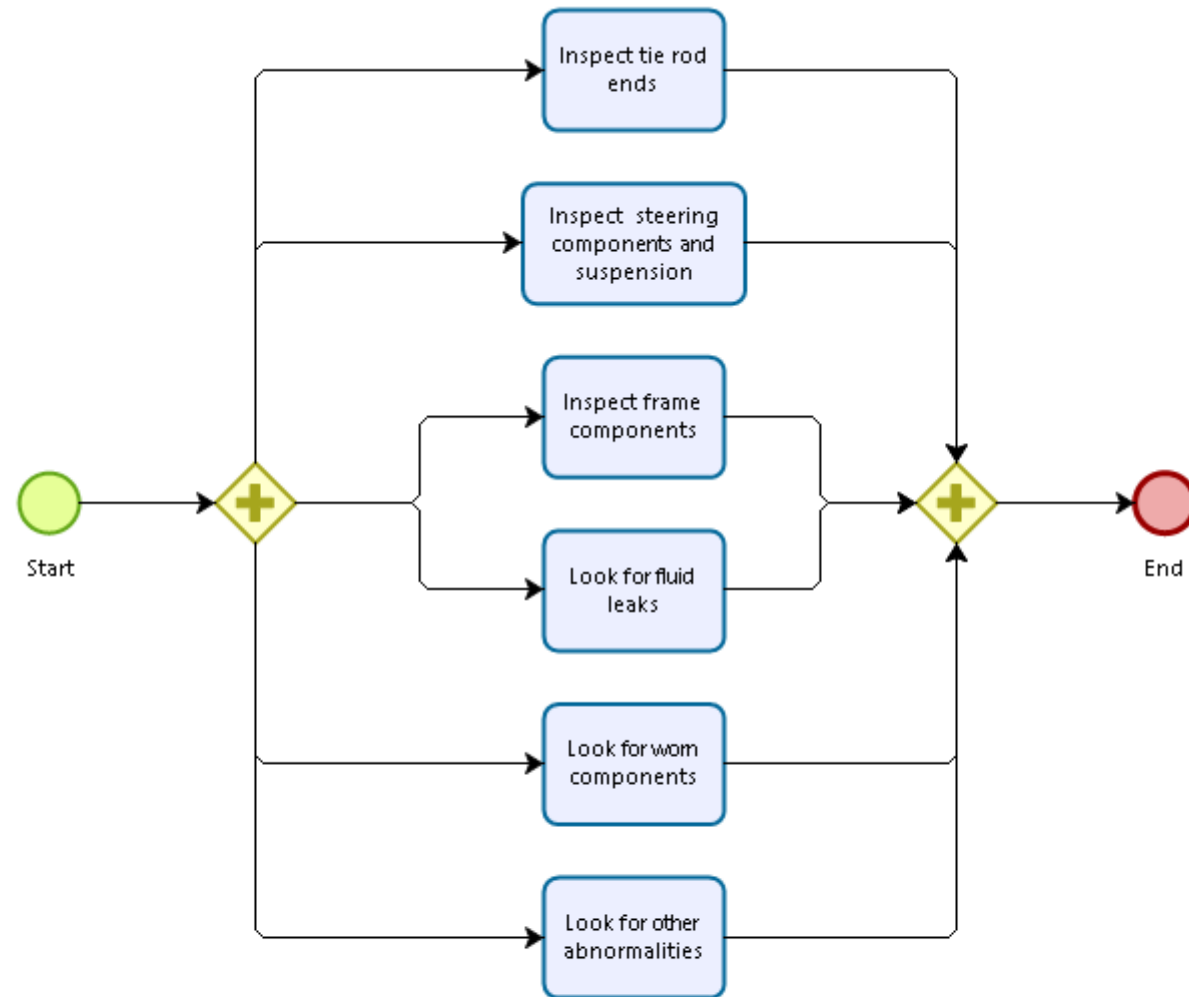 Inspect tie rod
ends
Inspect steering
components and
suspension
Inspect frame
components
Start
End
Look for fluid
leaks
Look for worn
components
Look for other
abnormalities